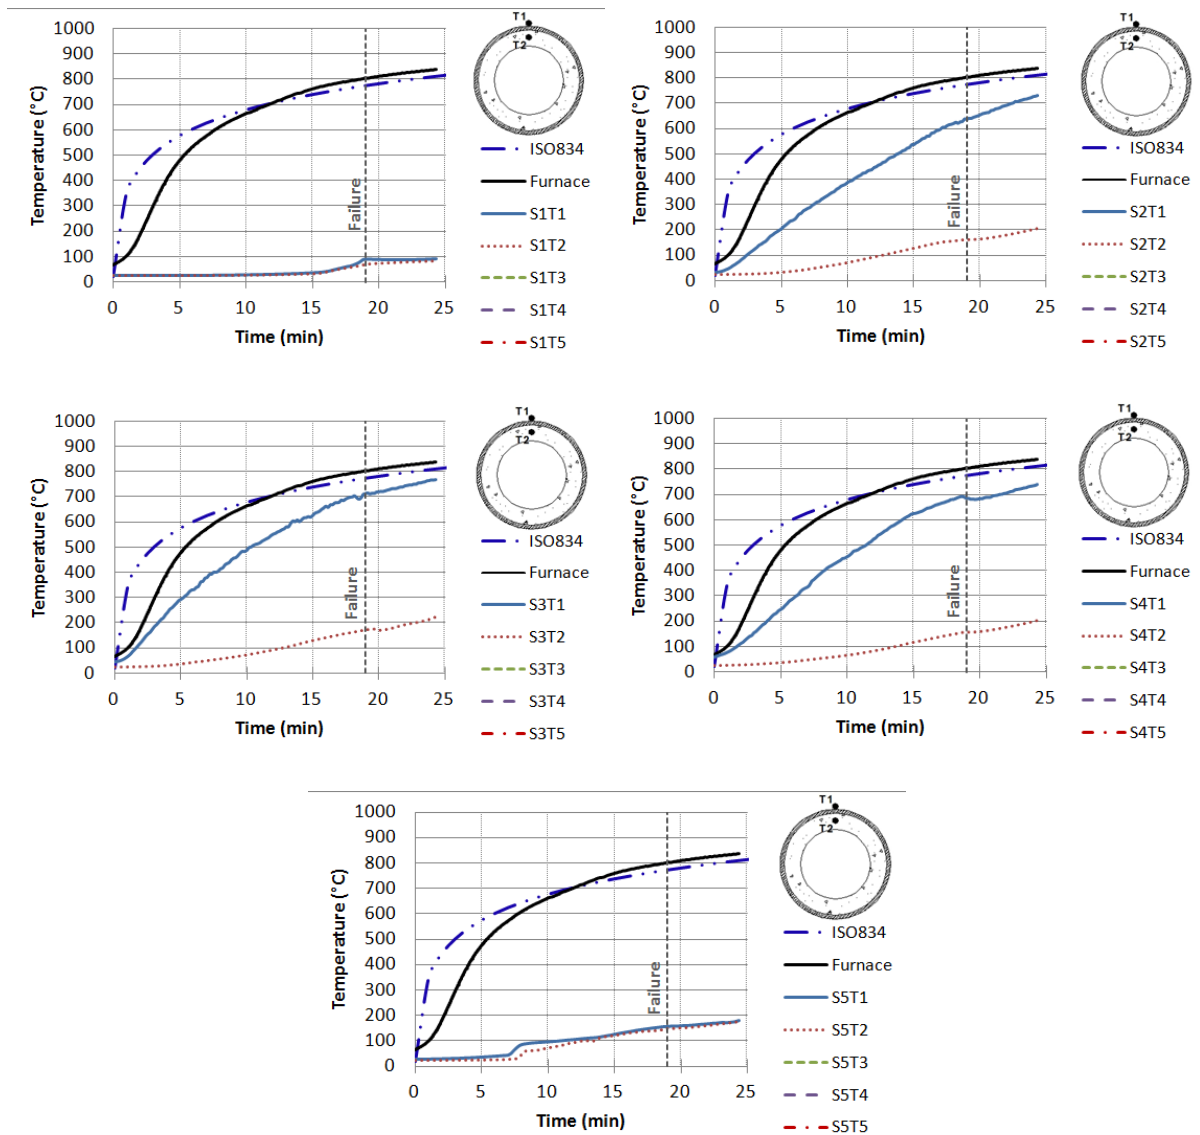 1000
900
800
700
600
500
400
300
200
100
0
Temperature (°C)
0 5 10 15 20 25
Time (min)
Failure
T1
T2
ISO834
Furnace
S1T1
S1T2
S1T3
S1T4
S1T5
1000
900
800
700
600
500
400
300
200
100
0
Temperature (°C)
0 5 10 15 20 25
Time (min)
Failure
T1
T2
ISO834
Furnace
S2T1
S2T2
S2T3
S2T4
S2T5
1000
900
800
700
600
500
400
300
200
100
0
Temperature (°C)
0 5 10 15 20 25
Time (min)
Failure
T1
T2
ISO834
Furnace
S3T1
S3T2
S3T3
S3T4
S3T5
1000
900
800
700
600
500
400
300
200
100
0
Temperature (°C)
0 5 10 15 20 25
Time (min)
Failure
T1
T2
ISO834
Furnace
S4T1
S4T2
S4T3
S4T4
S4T5
1000
900
800
700
600
500
400
300
200
100
0
Temperature (°C)
0 5 10 15 20 25
Time (min)
Failure
T1
T2
ISO834
Furnace
S5T1
S5T2
S5T3
S5T4
S5T5